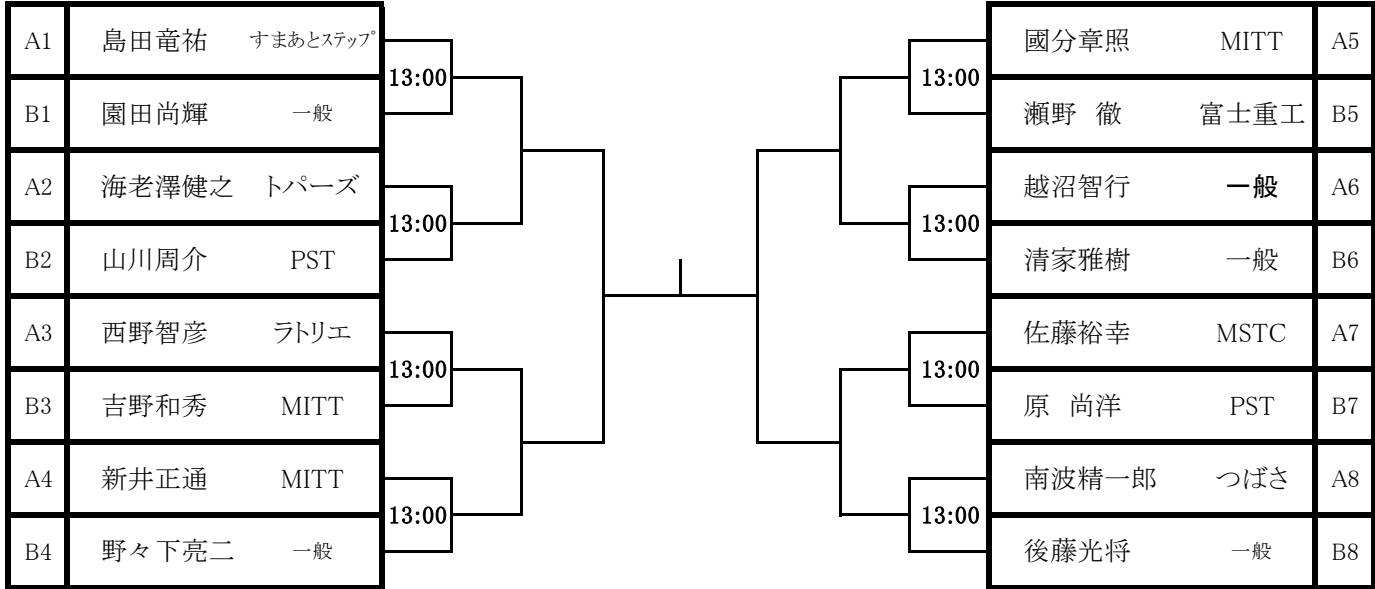 A1 島田竜祐 すまあとステップ
13:00
B1 園田尚輝 一般
A2 海老澤健之 トパーズ
13:00
B2 山川周介 PST
A3 西野智彦 ラトリエ
13:00
B3 吉野和秀 MITT
A4 新井正通 MITT
13:00
B4 野々下亮二 一般
國分章照 MITT A5
13:00
瀬野 徹 富士重工 B5
越沼智行 一般 A6
13:00
清家雅樹 一般 B6
佐藤裕幸 MSTC A7
13:00
原 尚洋 PST B7
南波精一郎 つばさ A8
13:00
後藤光将 一般 B8